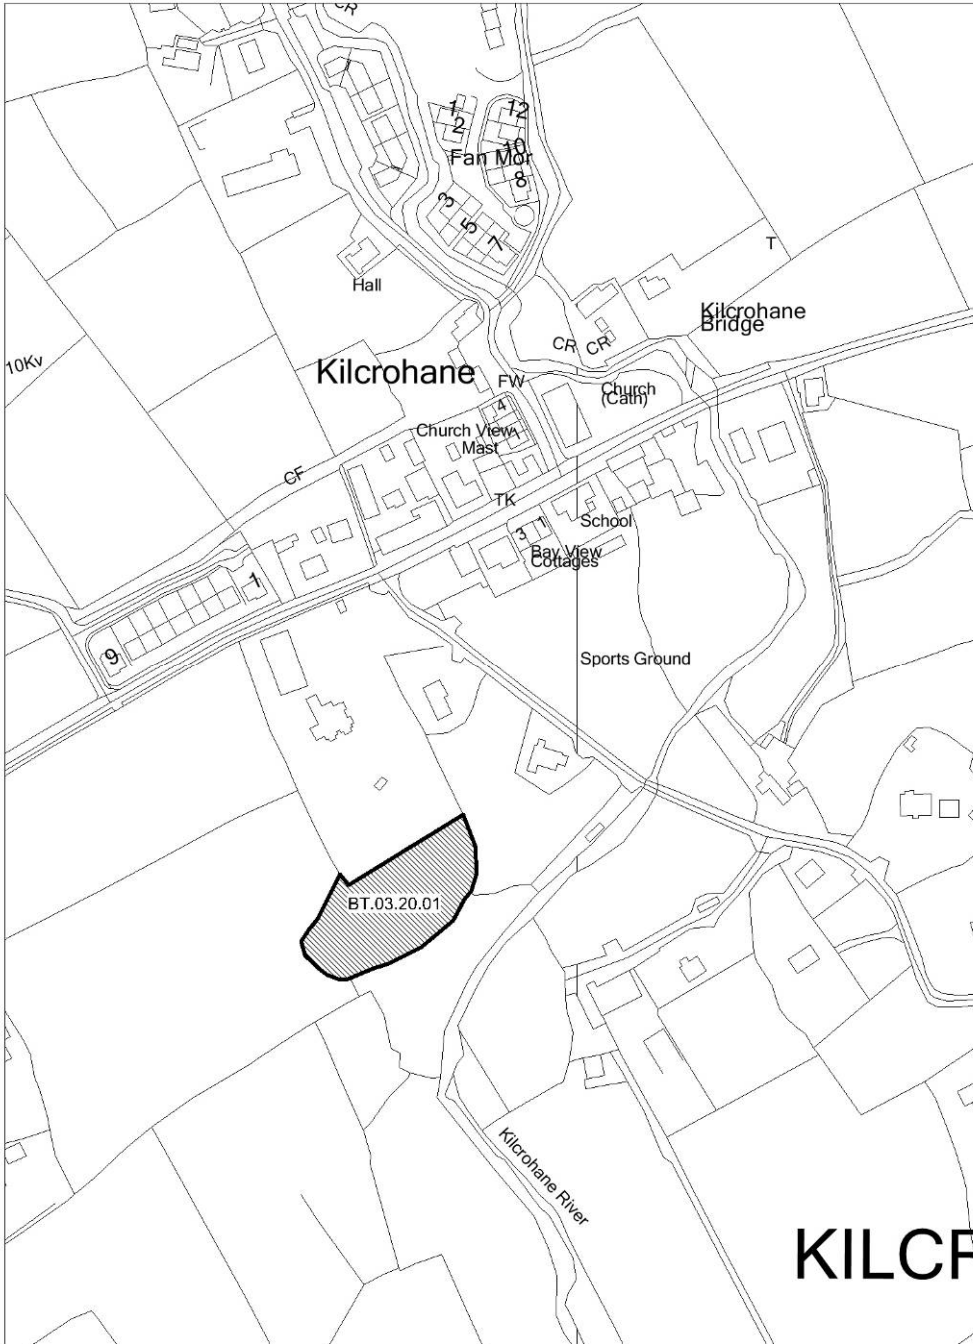 CR
1
2
12
10
Fan Mor
8
3
5
7
T
Hall
Kilcrohane
Bridge
CR
CR
10Kv
Kilcrohane
FW
Church
(Cath)
4
Church View
1
Mast
CF
TK
School
1
3
Bay View
Cottages
1
9
Sports Ground
BT.03.20.01
Kilcrohane River
KILCR